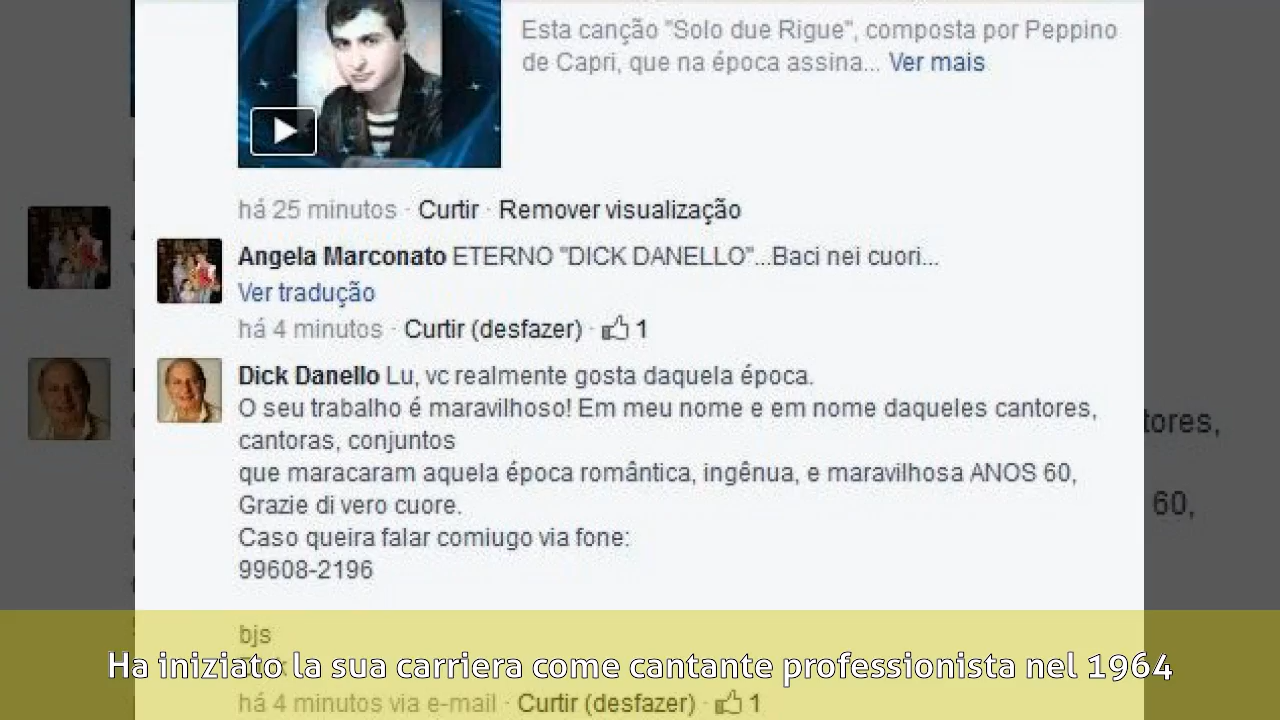 Esta canção "Solo due Rigue", composta por Peppino
de Capri, que na época assina... Ver mais
há 25 minutos · Curtir · Remover visualização
Angela Marconato ETERNO "DICK DANELLO"...Baci nei cuori...
Ver tradução
há 4 minutos · Curtir (desfazer) · 1
Dick Danello Lu, vc realmente gosta daquela época.
O seu trabalho é maravilhoso! Em meu nome e em nome daqueles cantores,
cantoras, conjuntos
que maracaram aquela época romântica, ingênua, e maravilhosa ANOS 60,
Grazie di vero cuore.
Caso queira falar comiugo via fone:
99608-2196
tores,
60,
bjs
Ha iniziato la sua carriera come cantante professionista nel 1964
há 4 minutos via e-mail · Curtir (desfazer) · 1